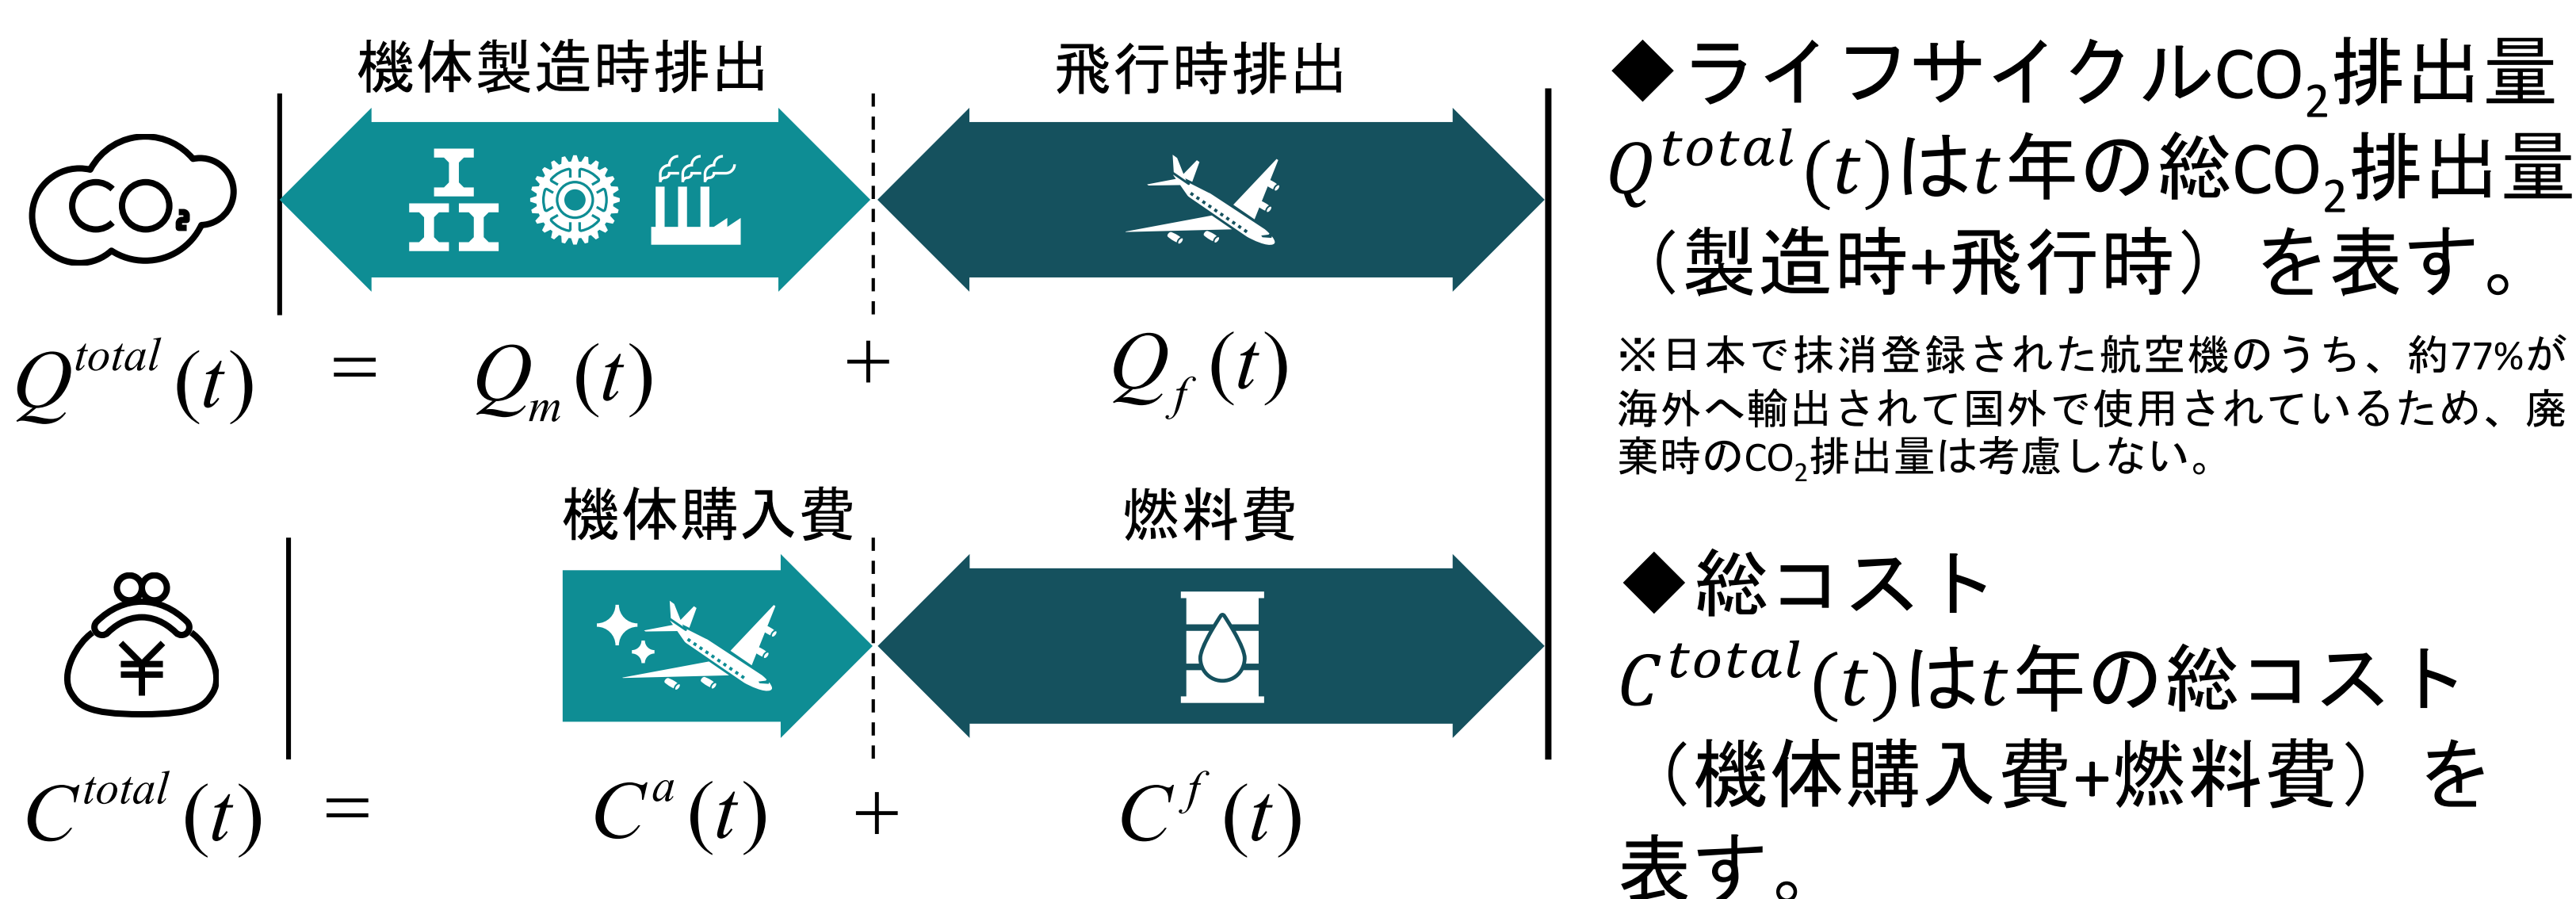 機体製造時排出 飛行時排出
CO₂
Q^{total}(t) = Q_m(t) + Q_f(t)
機体購入費 燃料費
¥
C^{total}(t) = C^a(t) + C^f(t)
◆ライフサイクルCO₂排出量
Q^{total}(t)はt年の総CO₂排出量
（製造時+飛行時）を表す。
※日本で抹消登録された航空機のうち、約77%が
海外へ輸出されて国外で使用されているため、廃
棄時のCO₂排出量は考慮しない。
◆総コスト
C^{total}(t)はt年の総コスト
（機体購入費+燃料費）を
表す。